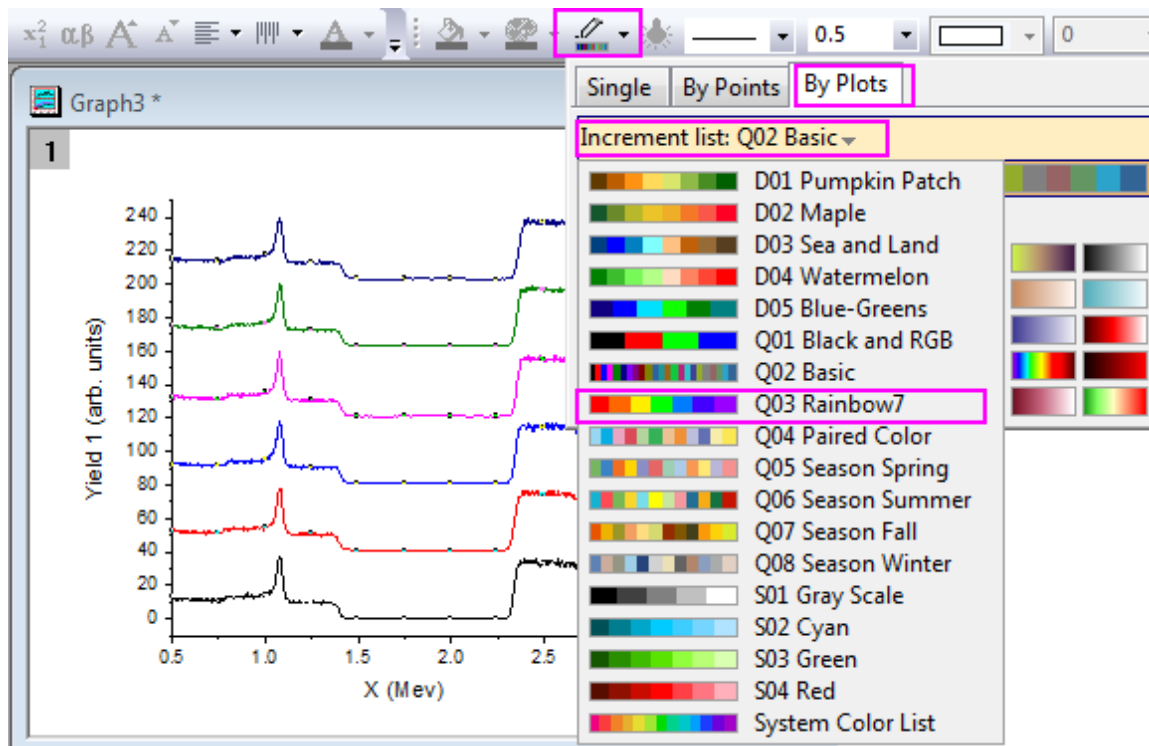 x₁² αβ A A A 0.5 0
Single By Points By Plots
Graph3 *
Increment list: Q02 Basic
1
D01 Pumpkin Patch
D02 Maple
D03 Sea and Land
D04 Watermelon
D05 Blue-Greens
Q01 Black and RGB
Q02 Basic
Q03 Rainbow7
Q04 Paired Color
Q05 Season Spring
Q06 Season Summer
Q07 Season Fall
Q08 Season Winter
S01 Gray Scale
S02 Cyan
S03 Green
S04 Red
System Color List
240
220
200
180
160
140
120
100
80
60
40
20
0
Yield 1 (arb. units)
0.5 1.0 1.5 2.0 2.5
X (Mev)